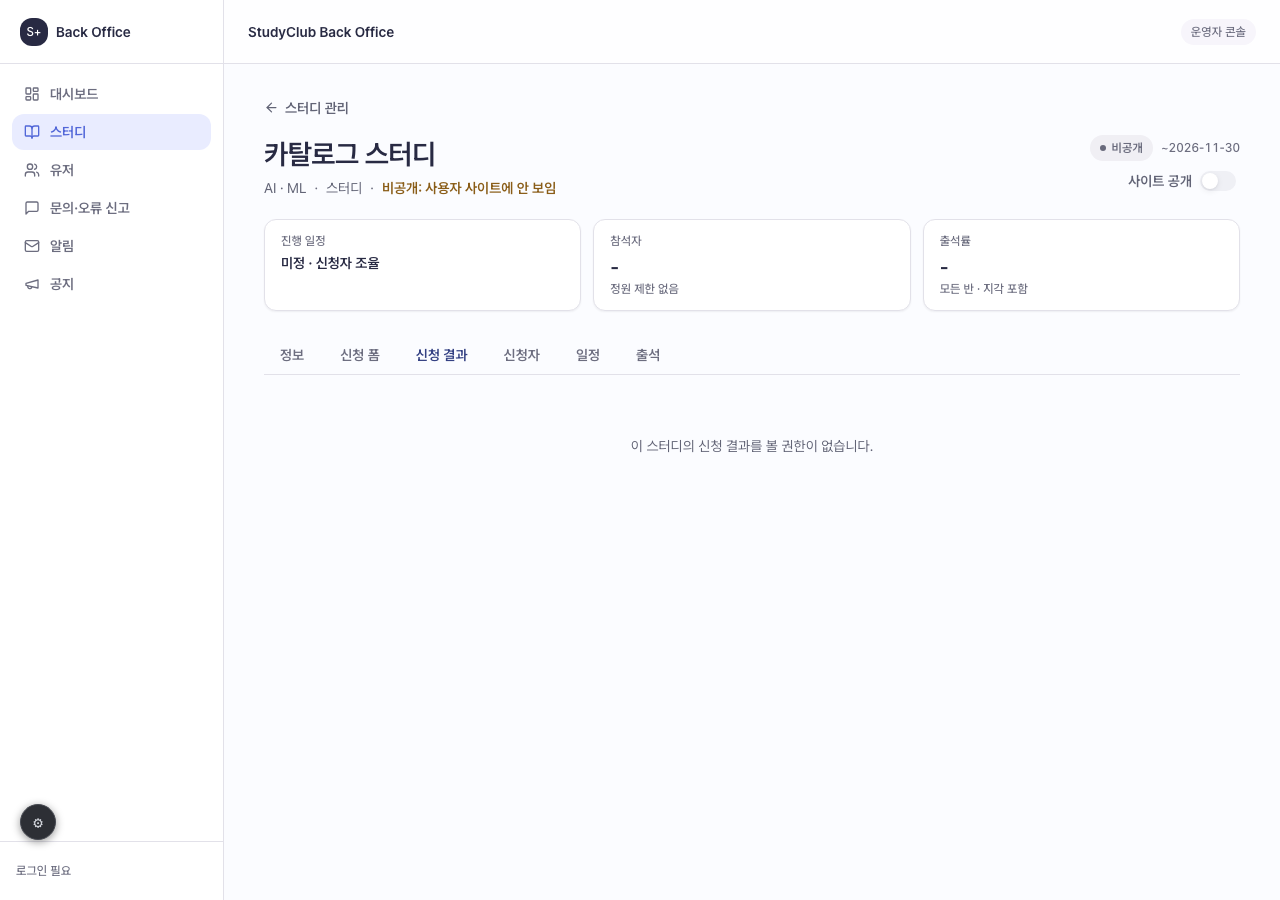 S+ Back Office
StudyClub Back Office
운영자 콘솔
대시보드
스터디
유저
문의·오류 신고
알림
공지
로그인 필요
스터디 관리
카탈로그 스터디
비공개 ~2026-11-30
AI · ML · 스터디 · 비공개: 사용자 사이트에 안 보임
사이트 공개
진행 일정
미정 · 신청자 조율
참석자
–
정원 제한 없음
출석률
–
모든 반 · 지각 포함
정보 신청 폼 신청 결과 신청자 일정 출석
이 스터디의 신청 결과를 볼 권한이 없습니다.